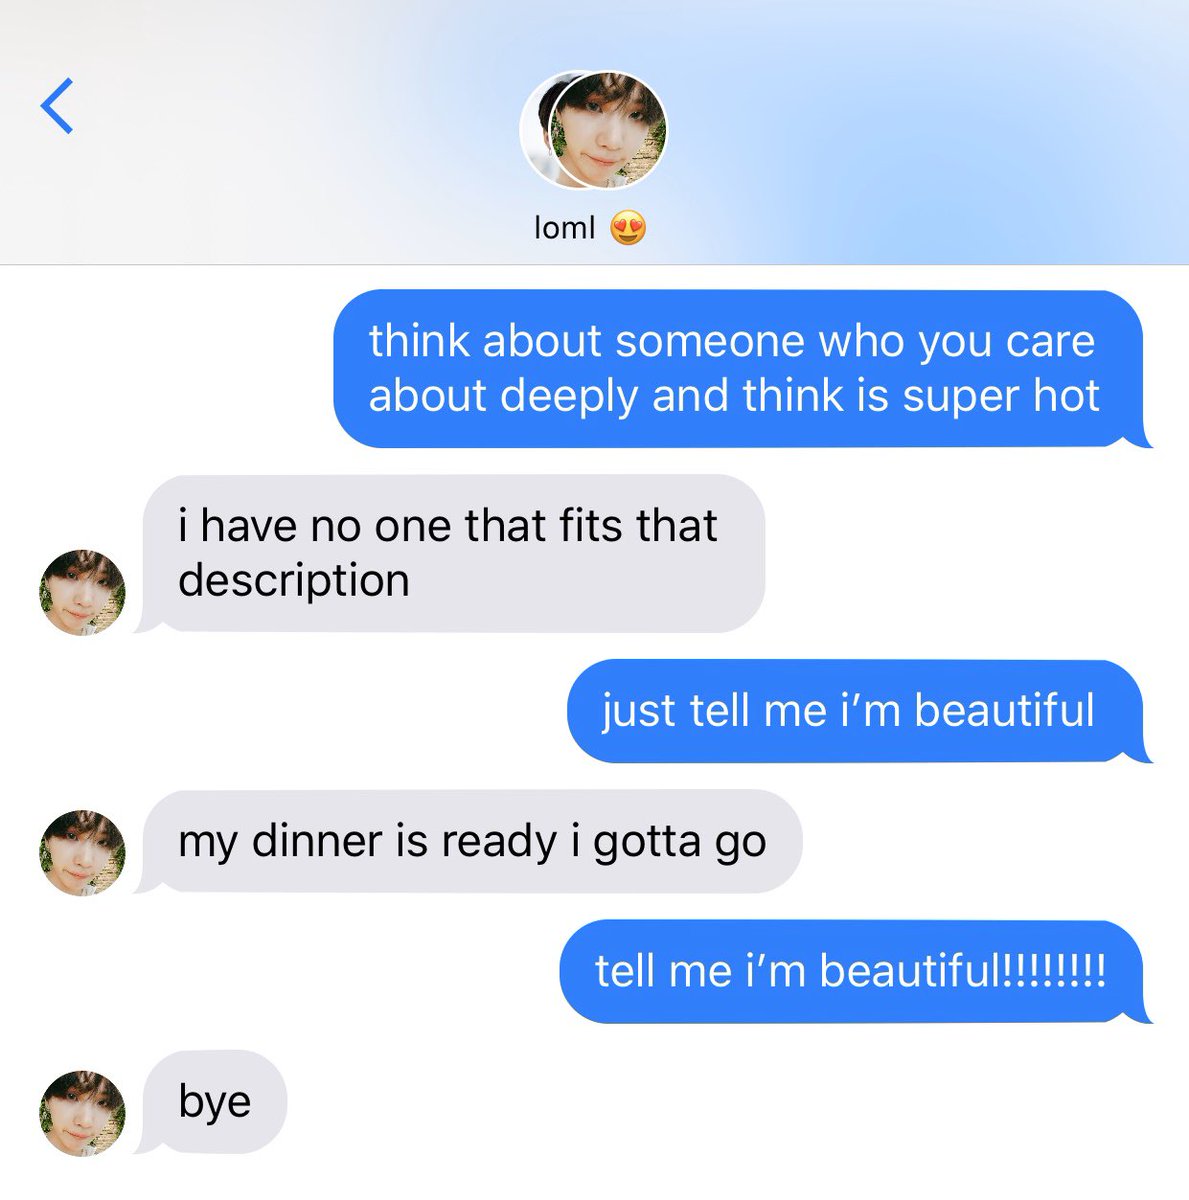 loml 😍
think about someone who you care
about deeply and think is super hot
i have no one that fits that
description
just tell me i’m beautiful
my dinner is ready i gotta go
tell me i’m beautiful!!!!!!!!
bye